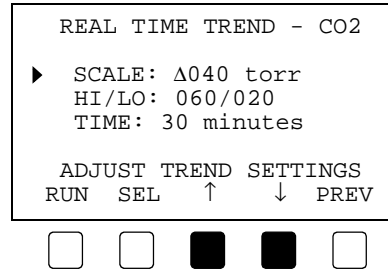 REAL TIME TREND - CO2
SCALE: Δ040 torr
HI/LO: 060/020
TIME: 30 minutes
ADJUST TREND SETTINGS
RUN SEL ↑ ↓ PREV